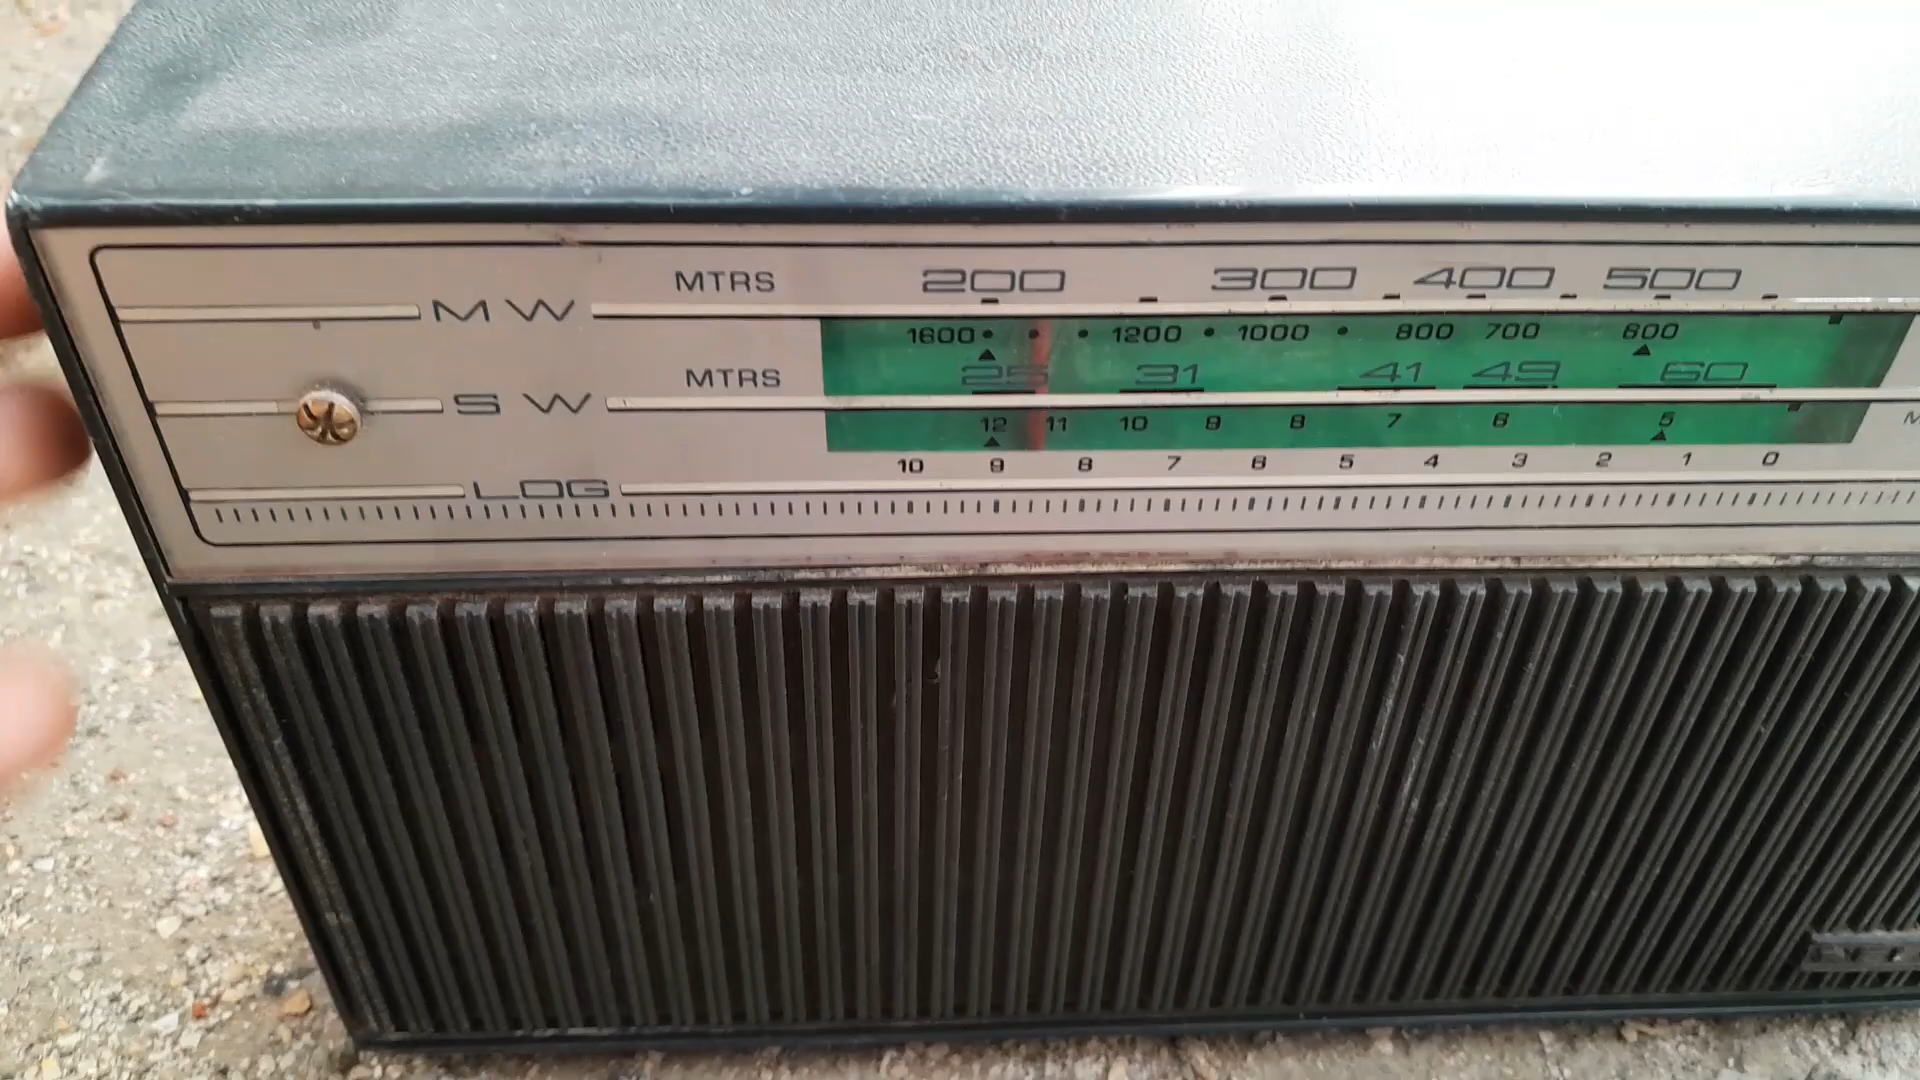 MTRS 200 300 400 500
MW
1600 1200 1000 800 700 600
MTRS 25 31 41 49 60
SW
12 11 10 9 8 7 6 5
10 9 8 7 6 5 4 3 2 1 0
LOG